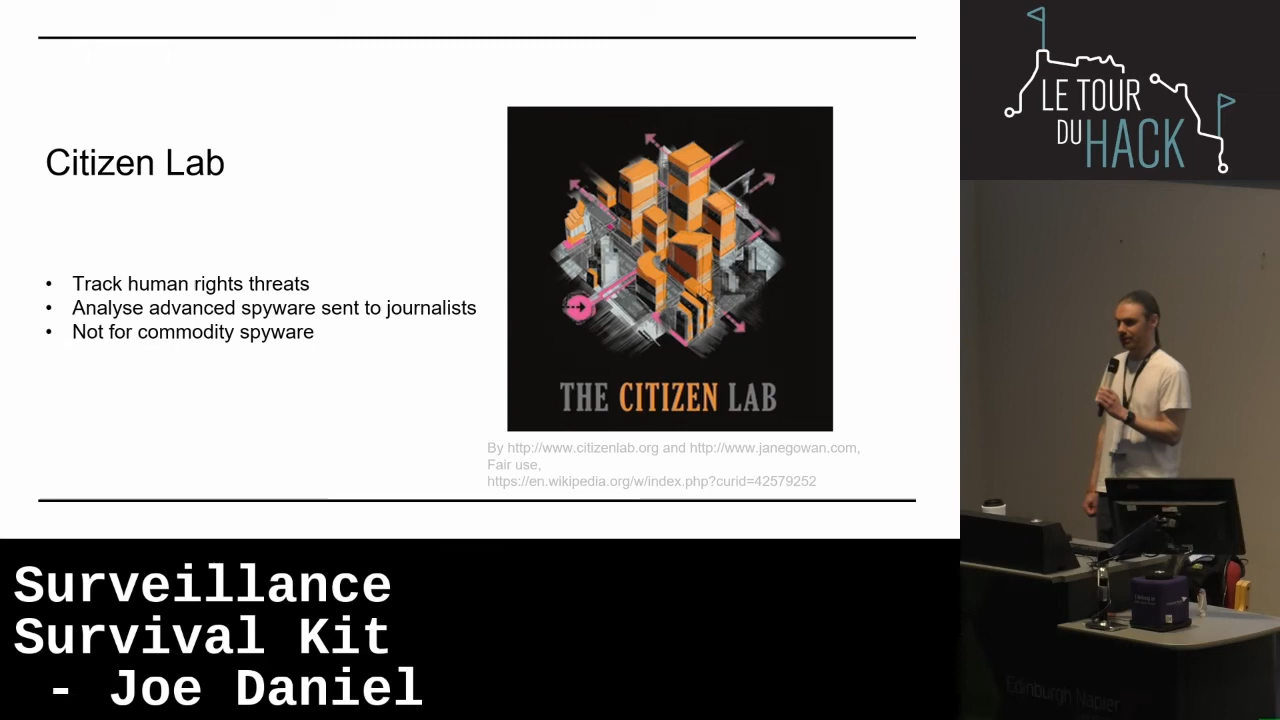 Citizen Lab
• Track human rights threats
• Analyse advanced spyware sent to journalists
• Not for commodity spyware
THE CITIZEN LAB
By http://www.citizenlab.org and http://www.janegowan.com,
Fair use,
https://en.wikipedia.org/w/index.php?curid=42579252
LE TOUR
DU HACK
Edinburgh Napier
Surveillance
Survival Kit
- Joe Daniel